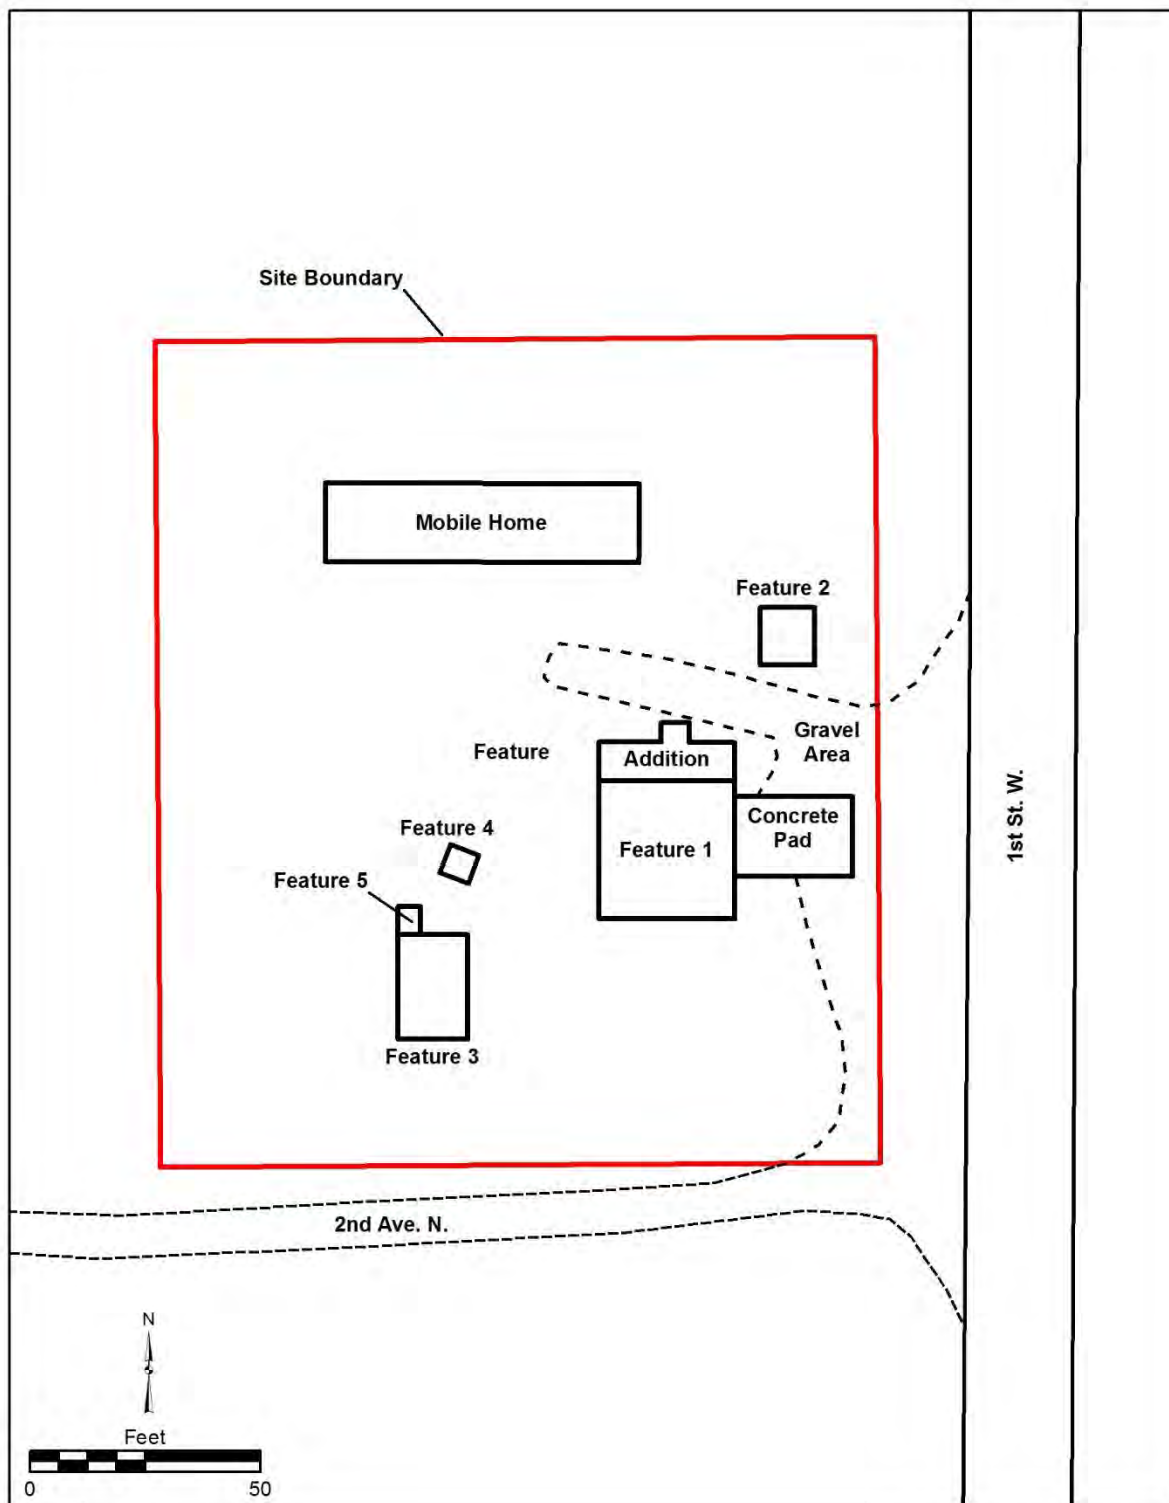 Site Boundary
Mobile Home
Feature 2
Gravel
Area
Feature
Addition
Concrete
Pad
Feature 1
1st St. W.
Feature 4
Feature 5
Feature 3
2nd Ave. N.
N
Feet
0
50